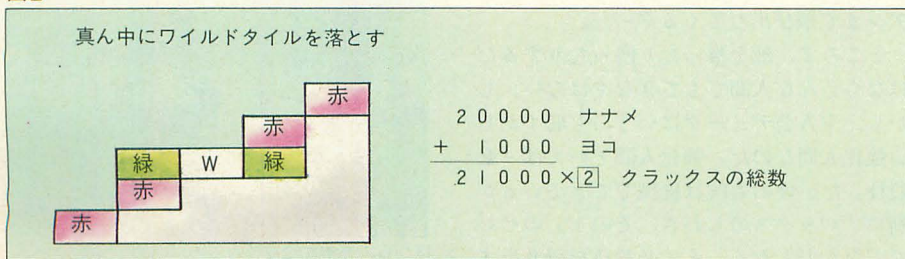 真ん中にワイルドタイルを落とす
赤
赤
緑 W 緑
赤
赤
20000 ナナメ
+ 1000 ヨコ
21000×2 クラックスの総数